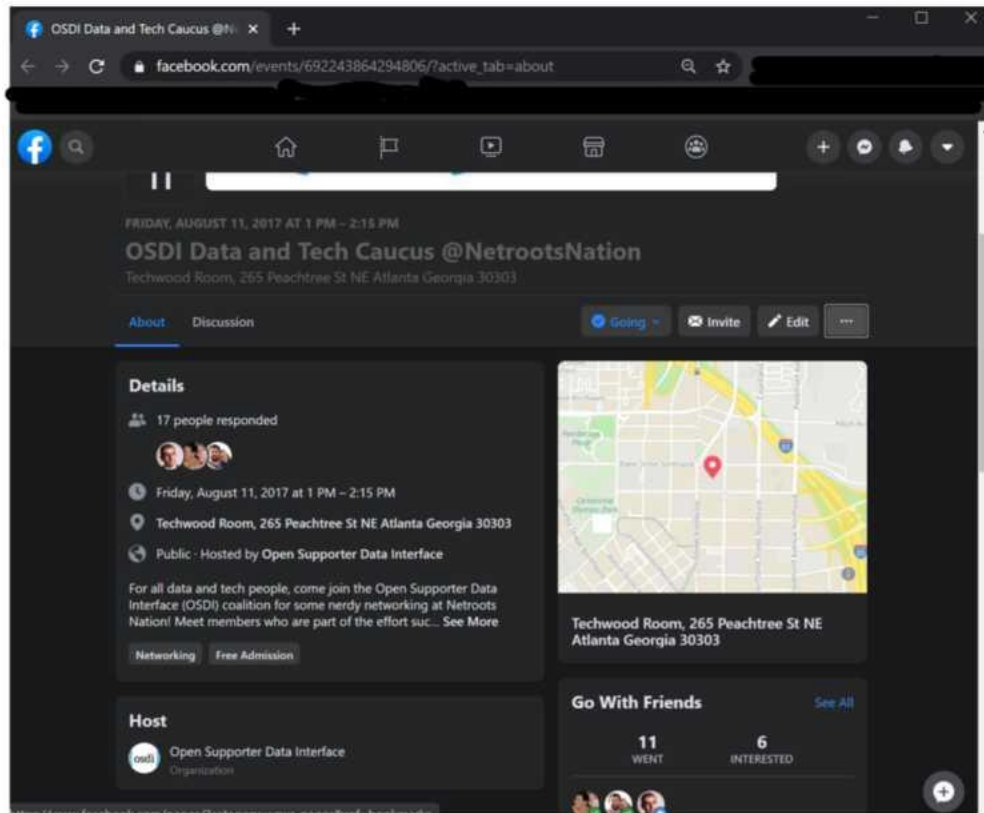 OSDI Data and Tech Caucus @N
facebook.com/events/692243864294806/?active_tab=about
FRIDAY, AUGUST 11, 2017 AT 1 PM – 2:15 PM
OSDI Data and Tech Caucus @NetrootsNation
Techwood Room, 265 Peachtree St NE Atlanta Georgia 30303
About
Discussion
Going
Invite
Edit
Details
17 people responded
Friday, August 11, 2017 at 1 PM – 2:15 PM
Techwood Room, 265 Peachtree St NE Atlanta Georgia 30303
Public · Hosted by Open Supporter Data Interface
For all data and tech people, come join the Open Supporter Data
Interface (OSDI) coalition for some nerdy networking at Netroots
Nation! Meet members who are part of the effort suc... See More
Networking
Free Admission
Host
osdi
Open Supporter Data Interface
Organization
Centennial
Olympic Park
Techwood Room, 265 Peachtree St NE
Atlanta Georgia 30303
Go With Friends
See All
11
WENT
6
INTERESTED